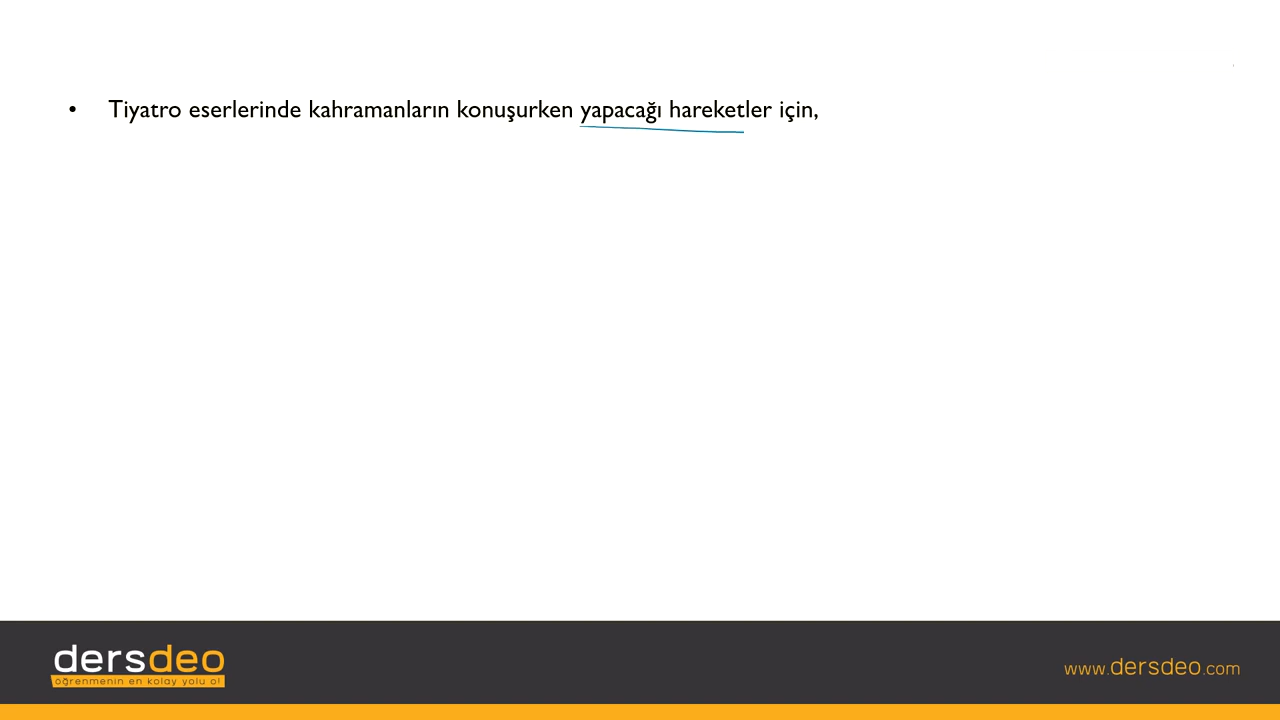 • Tiyatro eserlerinde kahramanların konuşurken yapacağı hareketler için,
dersdeo
öğrenmenin en kolay yolu o!
www.dersdeo.com